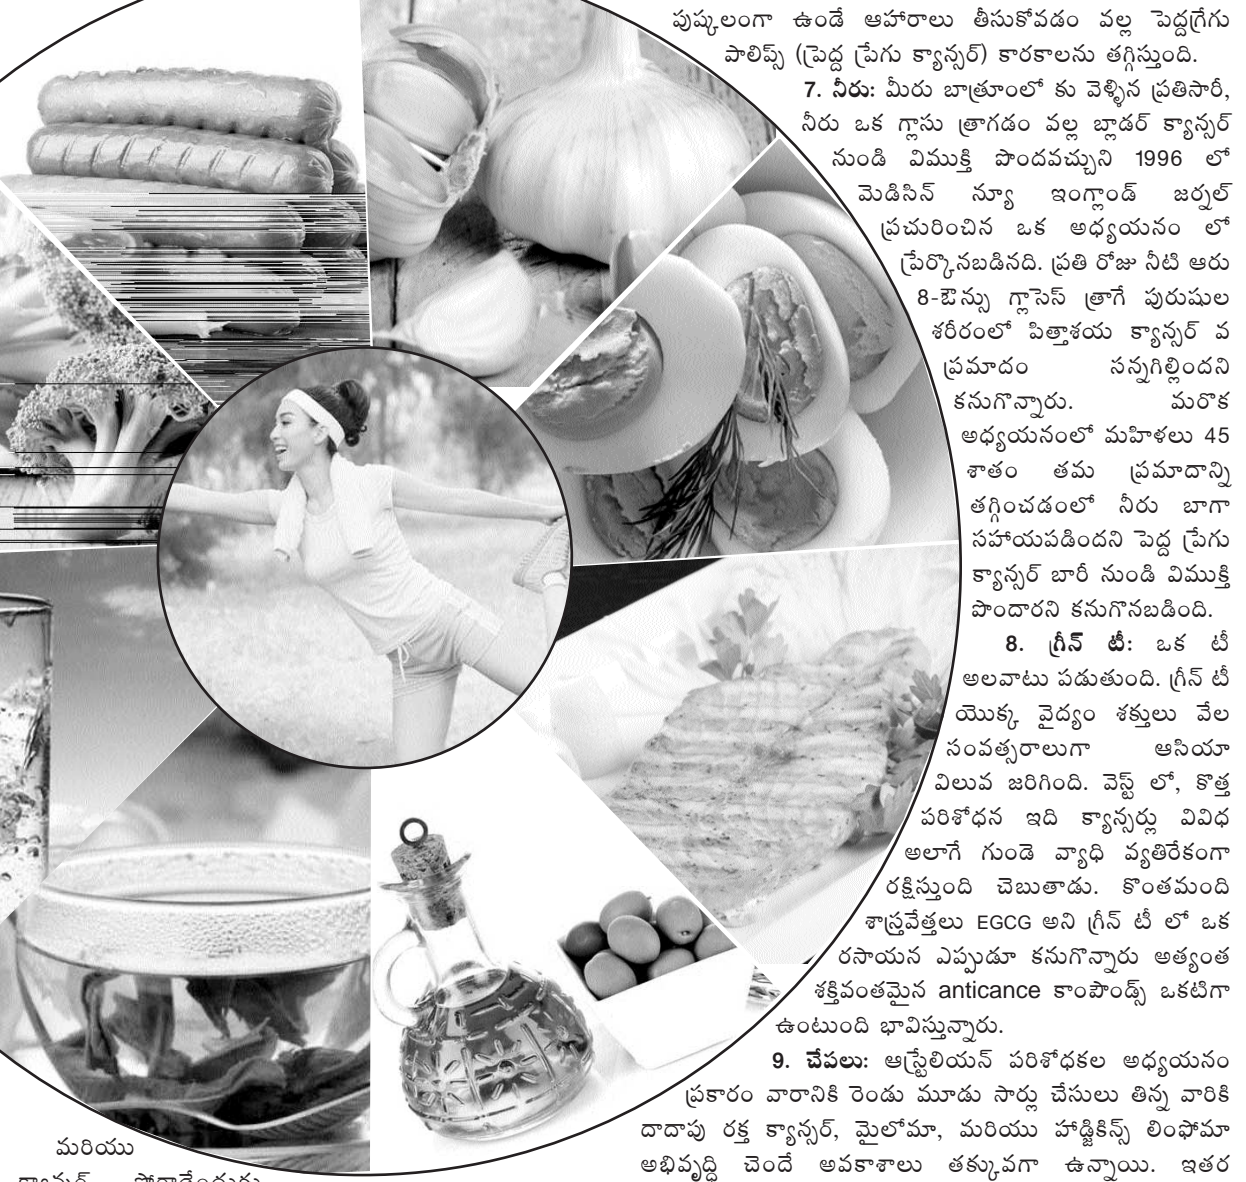 పుష్కలంగా ఉండే ఆహారాలు తీసుకోవడం వల్ల పెద్దగ్రేగు
పాలిప్స్ (ప్రెద్ద ప్రేగు క్యాన్సర్) కారకాలను తగ్గిస్తుంది.
7. నీరు: మీరు బాత్రూంలో కు వెళ్ళిన ప్రతిసారీ,
నీరు ఒక గ్లాసు త్రాగడం వల్ల బ్లాడర్ క్యాన్సర్
నుండి విముక్తి పొందవచ్చుని 1996 లో
మెడిసిన్ న్యూ ఇంగ్లాండ్ జర్నల్
ప్రచురించిన ఒక అధ్యయనం లో
ప్రేర్కొనబడినది. ప్రతి రోజు నీటి ఆరు
8-ఔన్సు గ్లాసెస్ త్రాగే పురుషుల
శరీరంలో పిత్తాశయ క్యాన్సర్ వ
ప్రమాదం సన్నగిల్లిందని
కనుగొన్నారు. మరొక
అధ్యయనంలో మహిళలు 45
శాతం తమ ప్రమాదాన్ని
తగ్గించడంలో నీరు బాగా
సహాయపడిందని పెద్ద ప్రేగు
క్యాన్సర్ బారీ నుండి విముక్తి
పొందారని కనుగొనబడింది.
8. గ్రీన్ టీ: ఒక టీ
అలవాటు పడుతుంది. గ్రీన్ టీ
యొక్క వైద్యం శక్తులు వేల
సంవత్సరాలుగా ఆసియా
విలువ జరిగింది. వెస్ట్ లో, కొత్త
పరిశోధన ఇది క్యాన్సర్లు వివిధ
అలాగే గుండె వ్యాధి వ్యతిరేకంగా
రక్షిస్తుంది చెబుతాడు. కొంతమంది
శాస్త్రవేత్తలు EGCG అని గ్రీన్ టీ లో ఒక
రసాయన ఎప్పుడూ కనుగొన్నారు అత్యంత
శక్తివంతమైన anticance కాంపౌండ్స్ ఒకటిగా
ఉంటుంది భావిస్తున్నారు.
9. చేపలు: ఆస్ట్రేలియన్ పరిశోధకల అధ్యయనం
ప్రకారం వారానికి రెండు మూడు సార్లు చేసులు తిన్న వారికి
దాదాపు రక్త క్యాన్సర్, మైలోమా, మరియు హాడ్జికిన్స్ లింఫోమా
అభివృద్ధి చెందే అవకాశాలు తక్కువగా ఉన్నాయి. ఇతర
మరియు